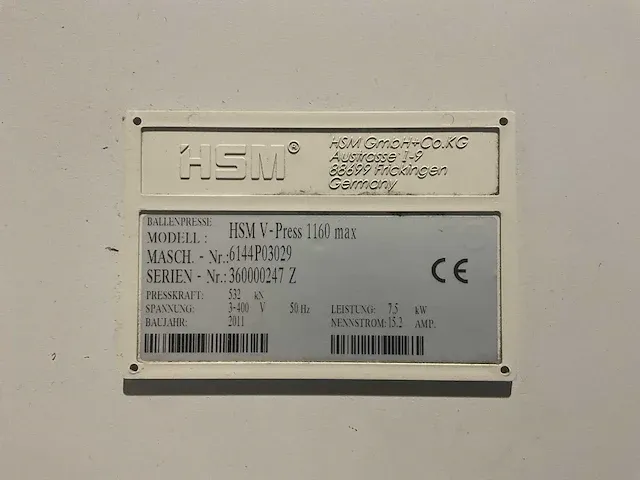 HSM®
HSM GmbH+Co.KG
Austrasse 1-9
88699 Frickingen
Germany
BALLENPRESSE
MODELL : HSM V-Press 1160 max
MASCH. - Nr.:6144P03029
SERIEN - Nr.:360000247 Z
PRESSKRAFT: 532 kN
SPANNUNG: 3-400 V 50 Hz LEISTUNG: 7,5 kW
BAUJAHR: 2011 NENNSTROM:15.2 AMP.
CE